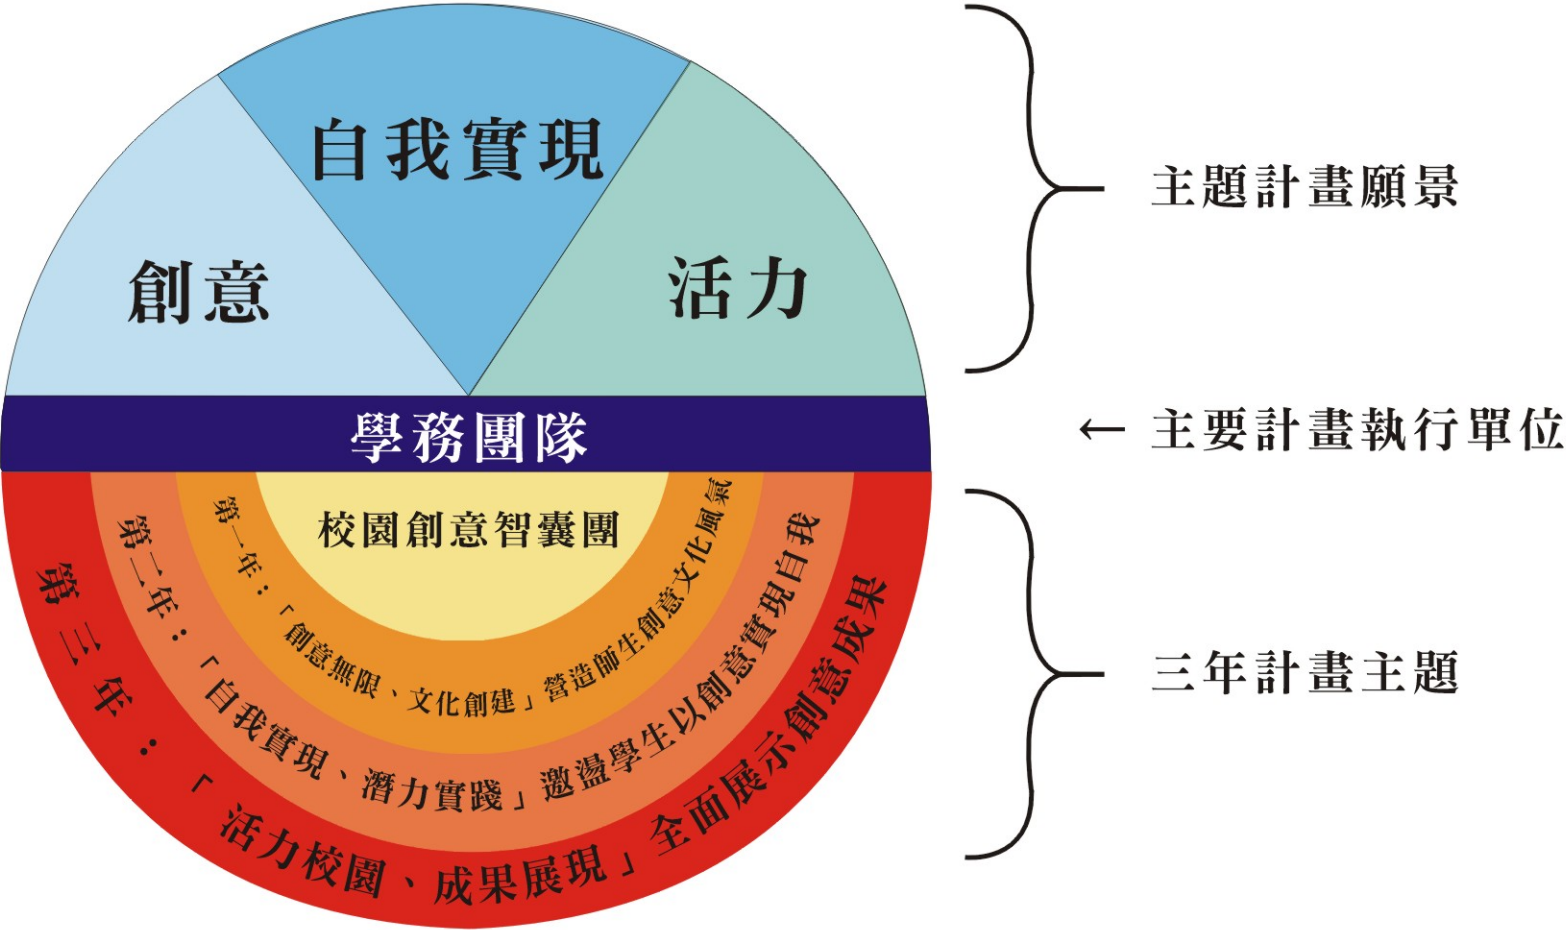 自我實現
創意
活力
主題計畫願景
學務團隊
← 主要計畫執行單位
校園創意智囊團
第一年：「創意無限、文化創建」營造師生創意文化風氣
第二年：「自我實現、潛力實踐」邀盪學生以創意實現自我
第三年：「活力校園、成果展現」全面展示創意成果
三年計畫主題